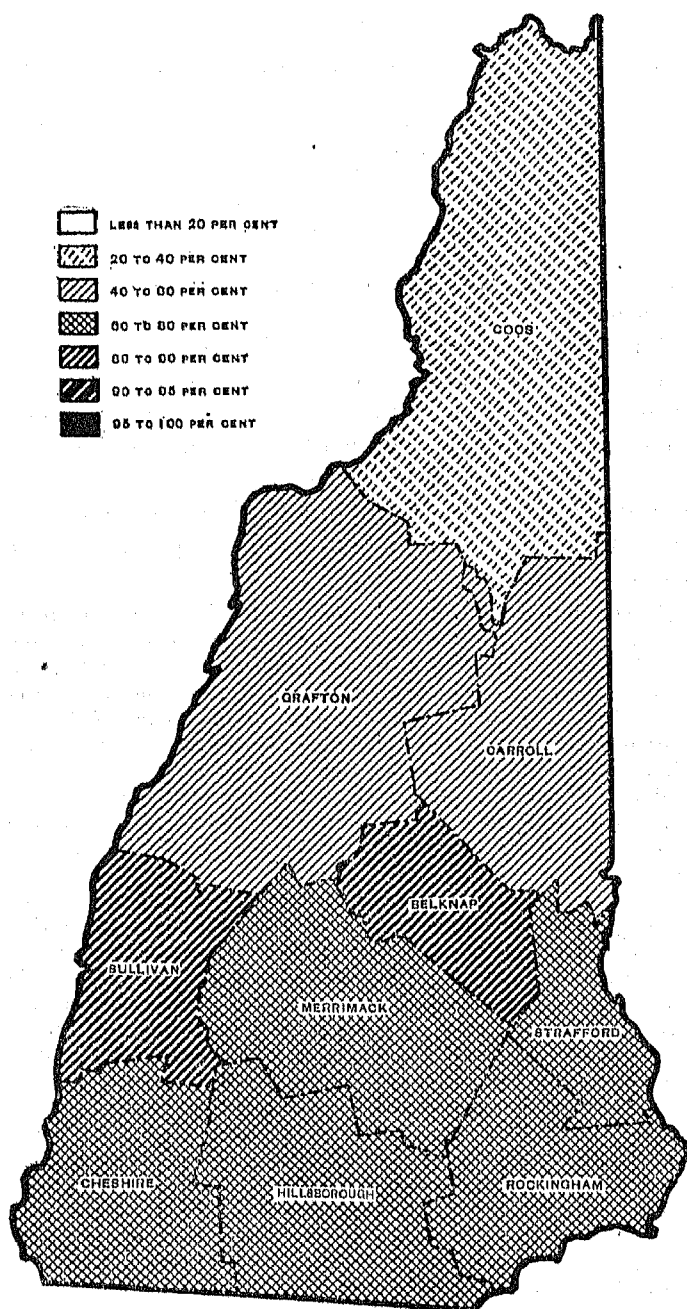 LESS THAN 20 PER CENT
20 TO 40 PER CENT
40 TO 60 PER CENT
60 TO 80 PER CENT
80 TO 90 PER CENT
90 TO 95 PER CENT
95 TO 100 PER CENT
COOS
GRAFTON
CARROLL
BELKNAP
SULLIVAN
MERRIMACK
STRAFFORD
CHESHIRE
HILLSBOROUGH
ROCKINGHAM